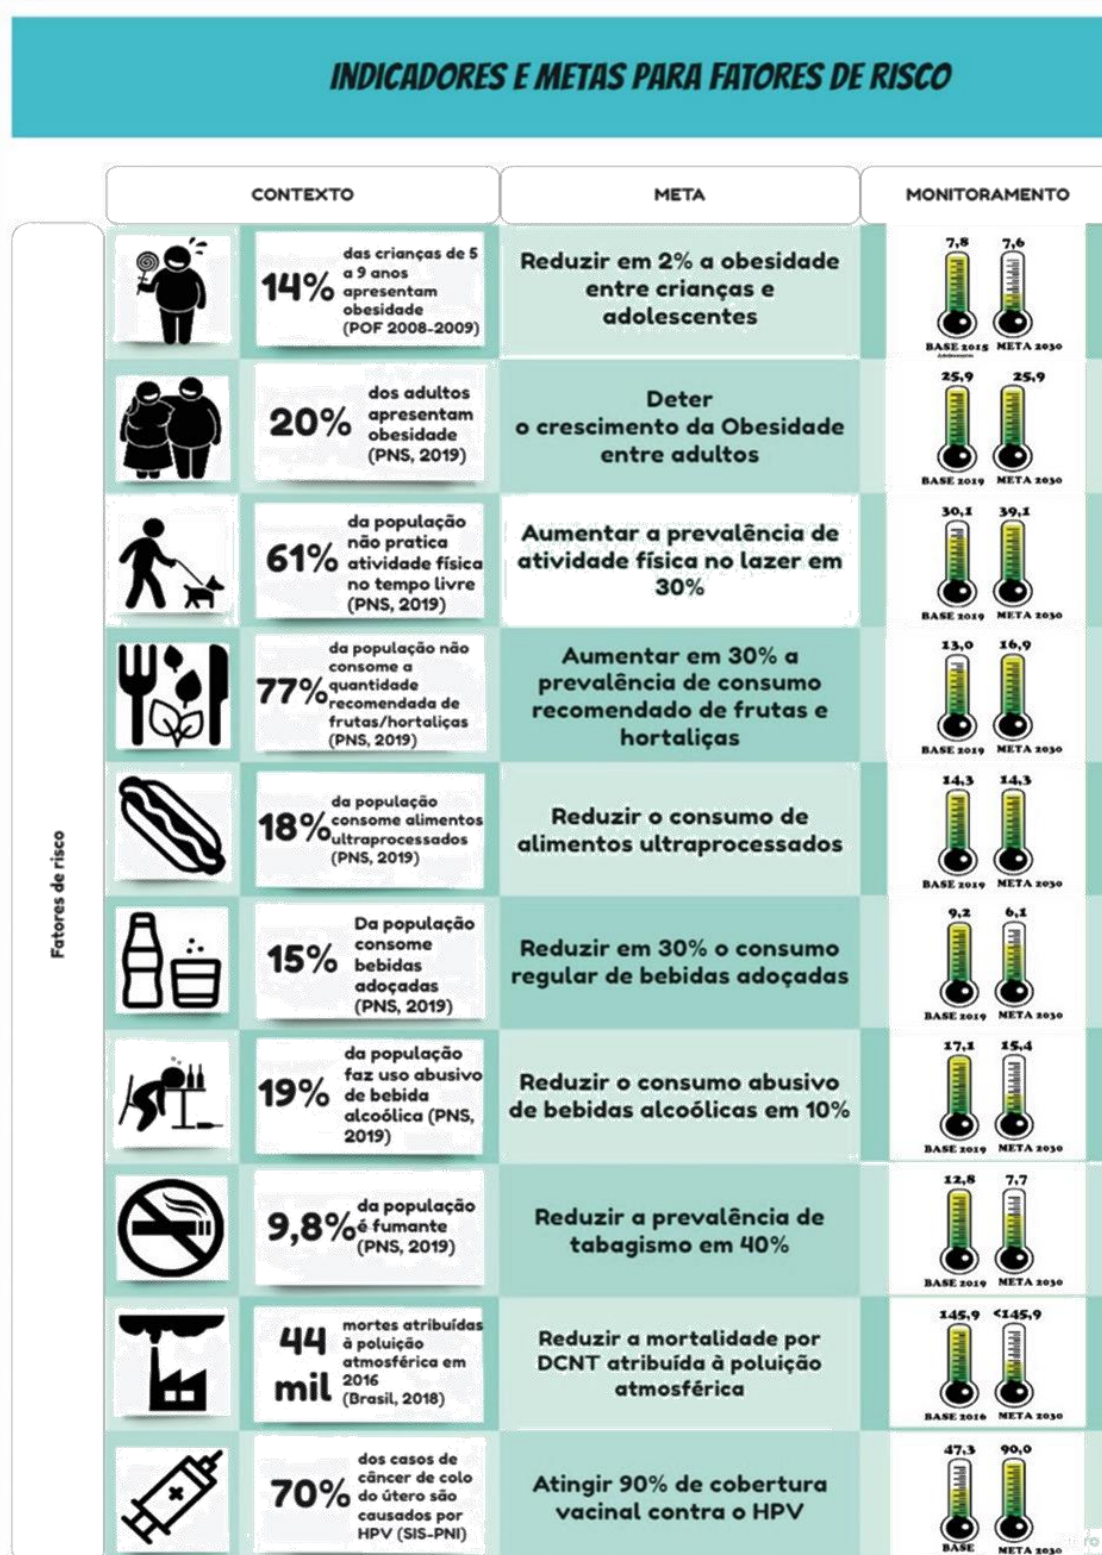 INDICADORES E METAS PARA FATORES DE RISCO
CONTEXTO
META
MONITORAMENTO
Fatores de risco
14%
das crianças de 5
a 9 anos
apresentam
obesidade
(POF 2008-2009)
Reduzir em 2% a obesidade
entre crianças e
adolescentes
7,8 7,6
BASE 2015 META 2030
20%
dos adultos
apresentam
obesidade
(PNS, 2019)
Deter
o crescimento da Obesidade
entre adultos
25,9 25,9
BASE 2019 META 2030
61%
da população
não pratica
atividade física
no tempo livre
(PNS, 2019)
Aumentar a prevalência de
atividade física no lazer em
30%
30,1 39,1
BASE 2019 META 2030
77%
da população não
consome a
quantidade
recomendada de
frutas/hortaliças
(PNS, 2019)
Aumentar em 30% a
prevalência de consumo
recomendado de frutas e
hortaliças
13,0 16,9
BASE 2019 META 2030
18%
da população
consome alimentos
ultraprocessados
(PNS, 2019)
Reduzir o consumo de
alimentos ultraprocessados
14,3 14,3
BASE 2019 META 2030
15%
Da população
consome
bebidas
adoçadas
(PNS, 2019)
Reduzir em 30% o consumo
regular de bebidas adoçadas
9,2 6,1
BASE 2019 META 2030
19%
da população
faz uso abusivo
de bebida
alcoólica (PNS,
2019)
Reduzir o consumo abusivo
de bebidas alcoólicas em 10%
17,1 15,4
BASE 2019 META 2030
9,8%
da população
é fumante
(PNS, 2019)
Reduzir a prevalência de
tabagismo em 40%
12,8 7,7
BASE 2019 META 2030
44
mil
mortes atribuídas
à poluição
atmosférica em
2016
(Brasil, 2018)
Reduzir a mortalidade por
DCNT atribuída à poluição
atmosférica
145,9 <145,9
BASE 2016 META 2030
70%
dos casos de
câncer de colo
do útero são
causados por
HPV (SIS-PNI)
Atingir 90% de cobertura
vacinal contra o HPV
47,3 90,0
BASE META 2030